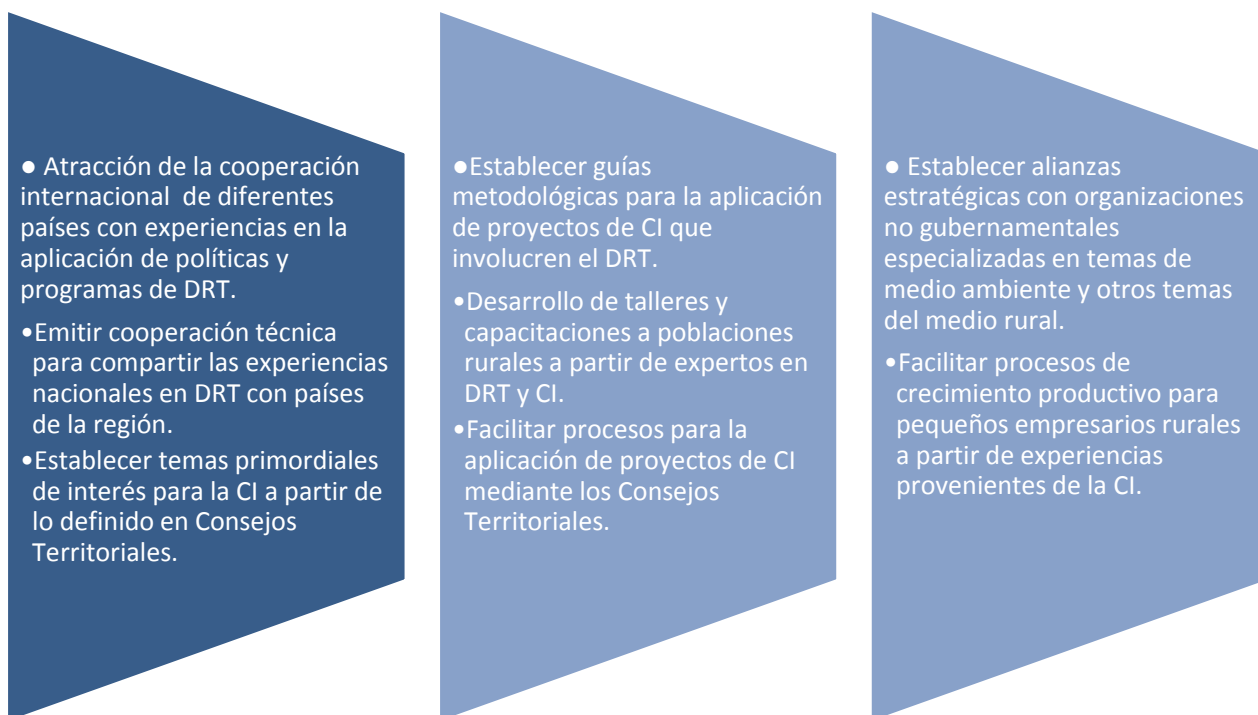 ● Atracción de la cooperación
internacional de diferentes
países con experiencias en la
aplicación de políticas y
programas de DRT.
•Emitir cooperación técnica
para compartir las experiencias
nacionales en DRT con países
de la región.
•Establecer temas primordiales
de interés para la CI a partir de
lo definido en Consejos
Territoriales.
●Establecer guías
metodológicas para la aplicación
de proyectos de CI que
involucren el DRT.
•Desarrollo de talleres y
capacitaciones a poblaciones
rurales a partir de expertos en
DRT y CI.
•Facilitar procesos para la
aplicación de proyectos de CI
mediante los Consejos
Territoriales.
● Establecer alianzas
estratégicas con organizaciones
no gubernamentales
especializadas en temas de
medio ambiente y otros temas
del medio rural.
•Facilitar procesos de
crecimiento productivo para
pequeños empresarios rurales
a partir de experiencias
provenientes de la CI.